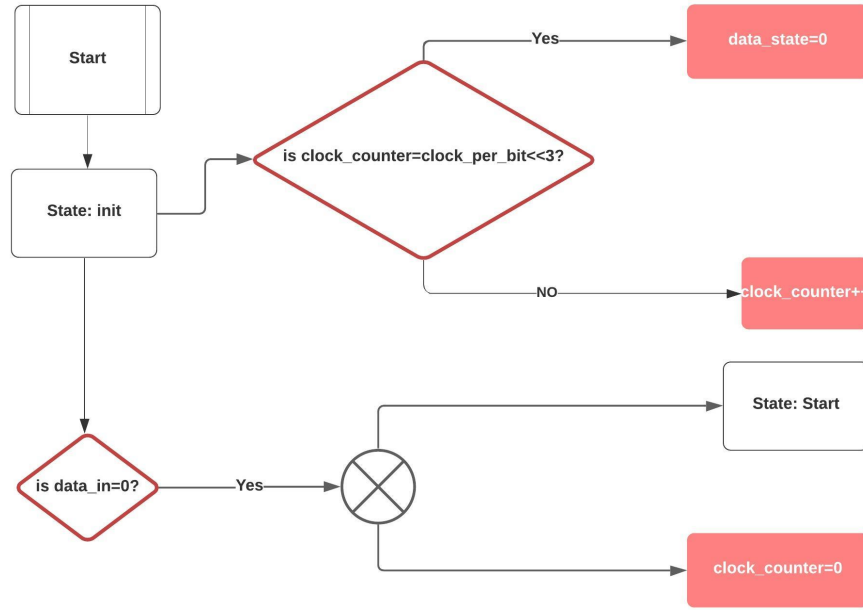 Start
Yes
data_state=0
is clock_counter=clock_per_bit<<3?
State: init
NO
clock_counter+
State: Start
is data_in=0?
Yes
clock_counter=0